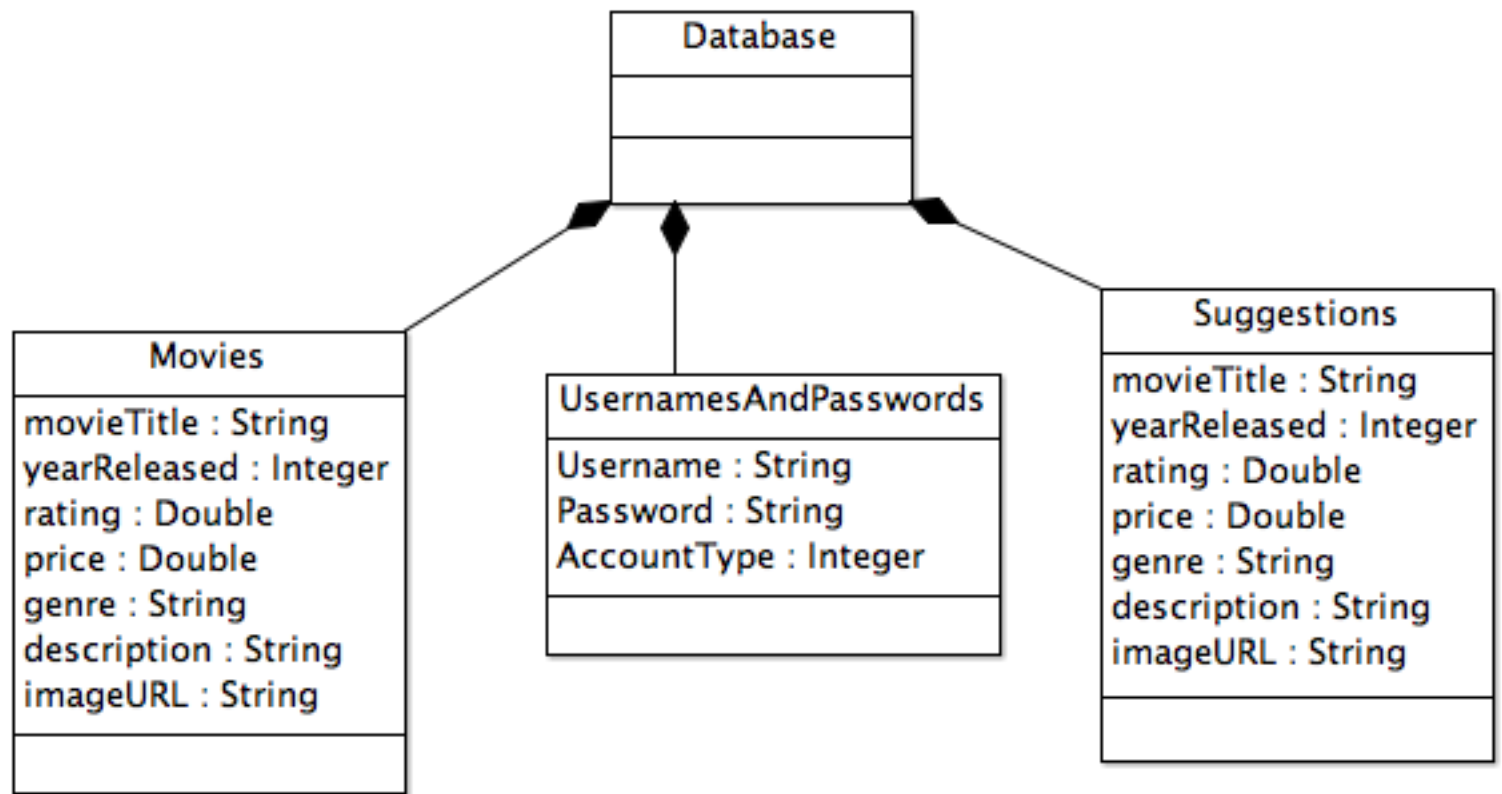 Database
Movies
movieTitle : String
yearReleased : Integer
rating : Double
price : Double
genre : String
description : String
imageURL : String
UsernamesAndPasswords
Username : String
Password : String
AccountType : Integer
Suggestions
movieTitle : String
yearReleased : Integer
rating : Double
price : Double
genre : String
description : String
imageURL : String